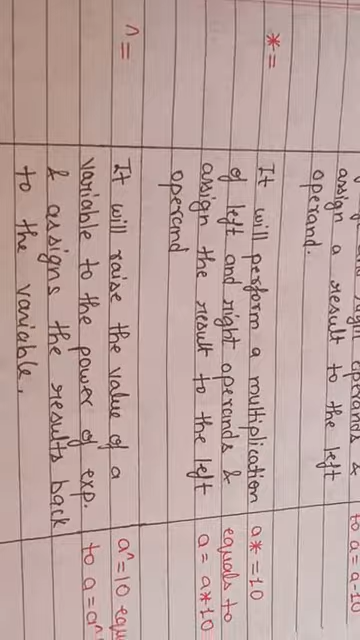 assign a result to the left
operand.
to a = a-10
*=
It will perform a multiplication
of left and right operands &
assign the result to the left
operand
a* =10
equals to
a = a*10
^=
It will raise the value of a
variable to the power of exp.
& assigns the results back
to the variable.
a^=10 equ
to a=a^